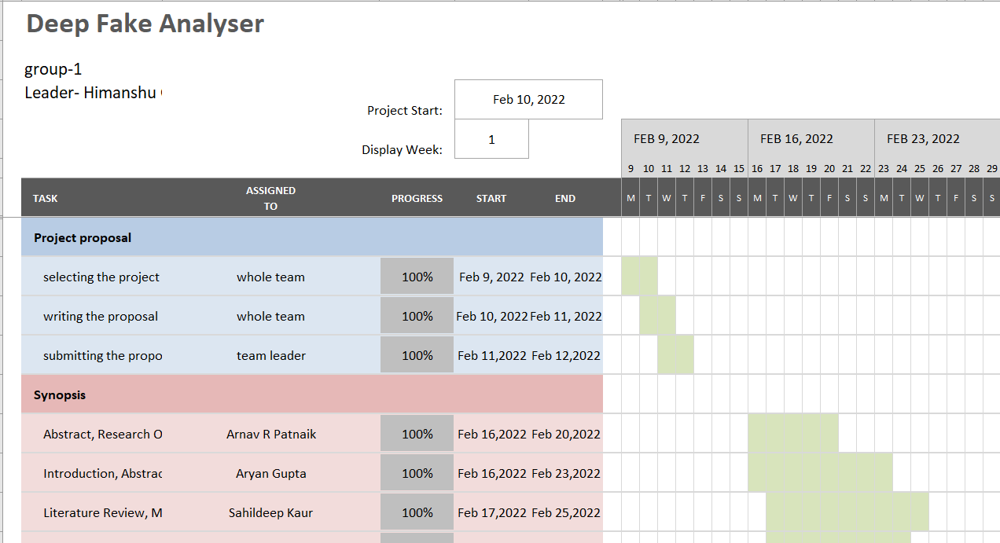 Deep Fake Analyser
group-1
Leader- Himanshu
Project Start: Feb 10, 2022
Display Week: 1
FEB 9, 2022 FEB 16, 2022 FEB 23, 2022
9 10 11 12 13 14 15 16 17 18 19 20 21 22 23 24 25 26 27 28 29
TASK ASSIGNED TO PROGRESS START END M T W T F S S M T W T F S S M T W T F S S
Project proposal
selecting the project whole team 100% Feb 9, 2022 Feb 10, 2022
writing the proposal whole team 100% Feb 10, 2022 Feb 11, 2022
submitting the propo team leader 100% Feb 11,2022 Feb 12,2022
Synopsis
Abstract, Research O Arnav R Patnaik 100% Feb 16,2022 Feb 20,2022
Introduction, Abstrac Aryan Gupta 100% Feb 16,2022 Feb 23,2022
Literature Review, M Sahildeep Kaur 100% Feb 17,2022 Feb 25,2022